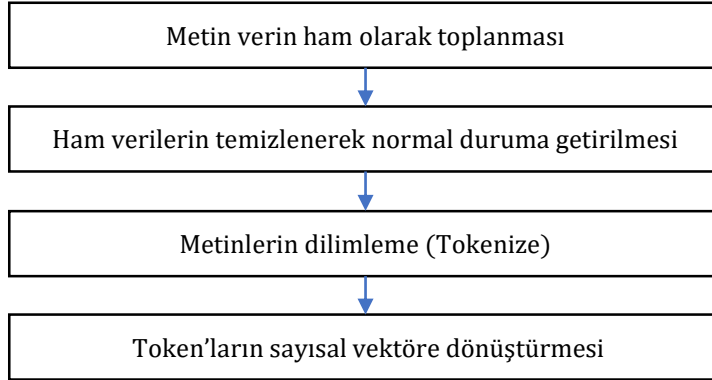 Metin verin ham olarak toplanması
Ham verilerin temizlenerek normal duruma getirilmesi
Metinlerin dilimleme (Tokenize)
Token’ların sayısal vektöre dönüştürmesi